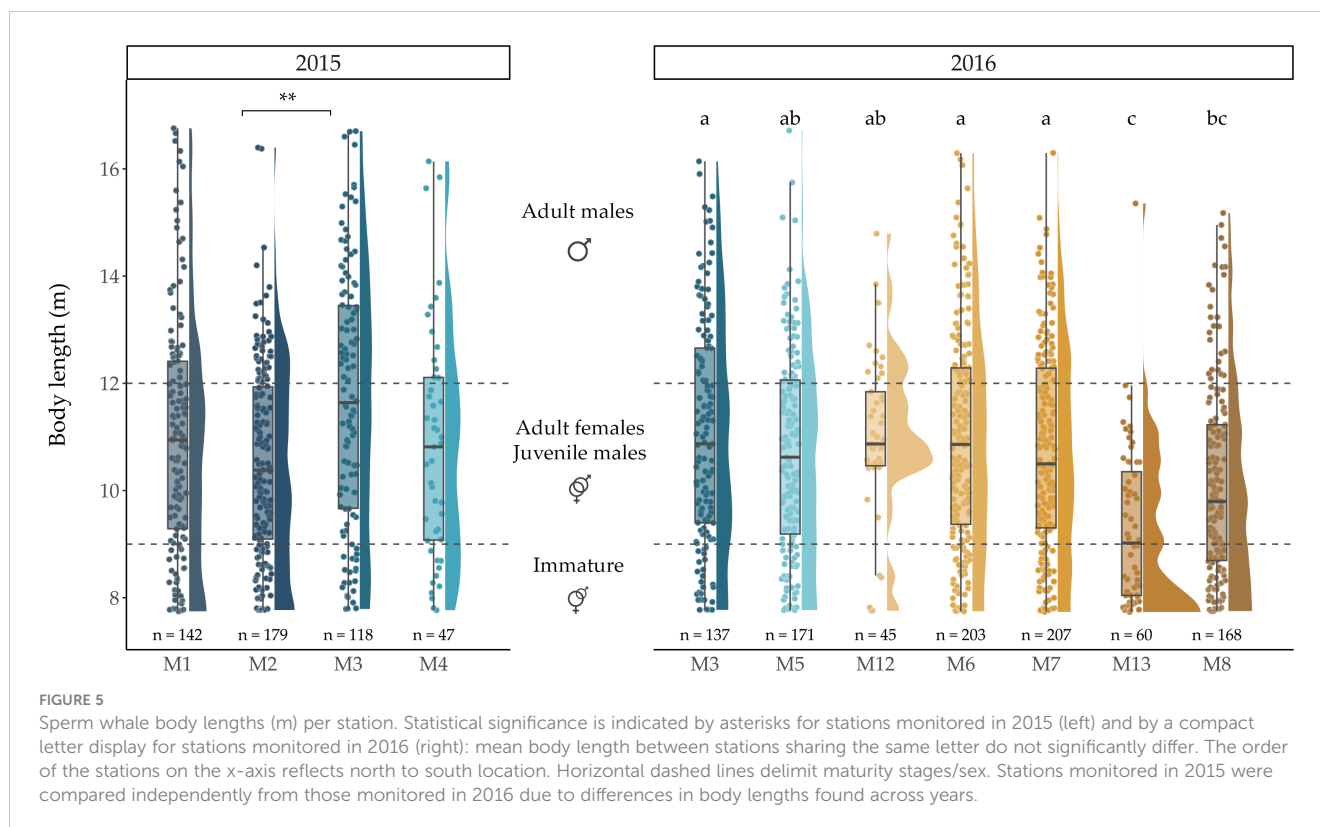 2015
2016
**
a ab ab a a c bc
16
14
12
10
8
Body length (m)
Adult males
♂
Adult females
Juvenile males
Immature
n = 142 n = 179 n = 118 n = 47
n = 137 n = 171 n = 45 n = 203 n = 207 n = 60 n = 168
M1 M2 M3 M4
M3 M5 M12 M6 M7 M13 M8
FIGURE 5
Sperm whale body lengths (m) per station. Statistical significance is indicated by asterisks for stations monitored in 2015 (left) and by a compact
letter display for stations monitored in 2016 (right): mean body length between stations sharing the same letter do not significantly differ. The order
of the stations on the x-axis reflects north to south location. Horizontal dashed lines delimit maturity stages/sex. Stations monitored in 2015 were
compared independently from those monitored in 2016 due to differences in body lengths found across years.